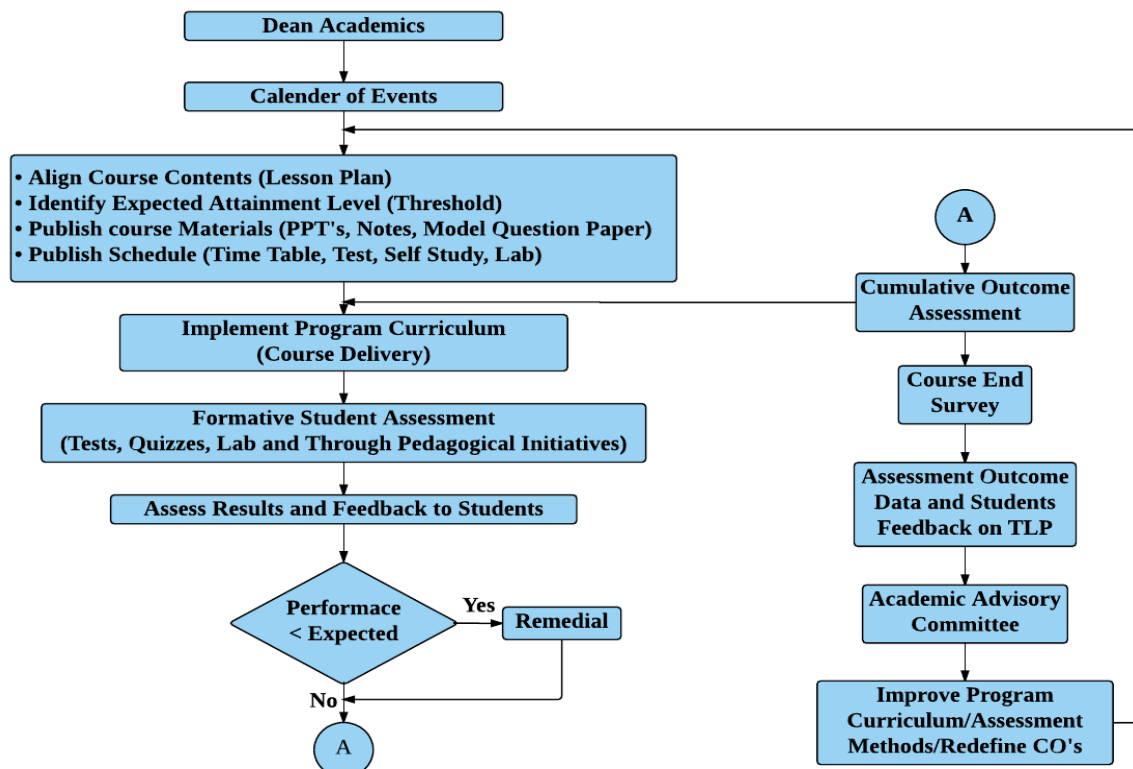 Dean Academics
Calender of Events
• Align Course Contents (Lesson Plan)
• Identify Expected Attainment Level (Threshold)
• Publish course Materials (PPT's, Notes, Model Question Paper)
• Publish Schedule (Time Table, Test, Self Study, Lab)
Implement Program Curriculum
(Course Delivery)
Formative Student Assessment
(Tests, Quizzes, Lab and Through Pedagogical Initiatives)
Assess Results and Feedback to Students
Performace
< Expected
Yes
Remedial
No
A
A
Cumulative Outcome
Assessment
Course End
Survey
Assessment Outcome
Data and Students
Feedback on TLP
Academic Advisory
Committee
Improve Program
Curriculum/Assessment
Methods/Redefine CO's